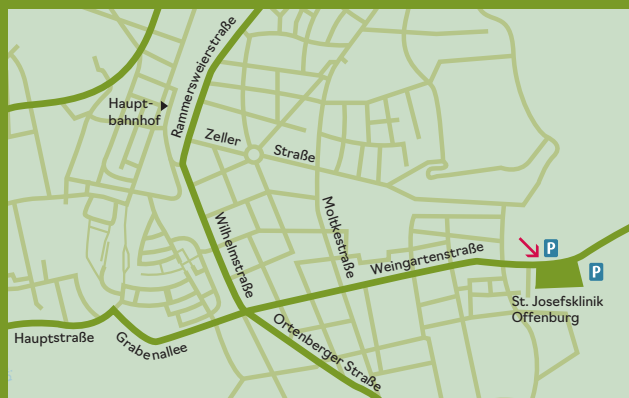 Rammersweierstraße
Haupt-
bahnhof
Zeller
Straße
Moltkestraße
Wilhelmstraße
Weingartenstraße
P
P
St. Josefsklinik
Offenburg
Hauptstraße
Grabenallee
Ortenberger Straße